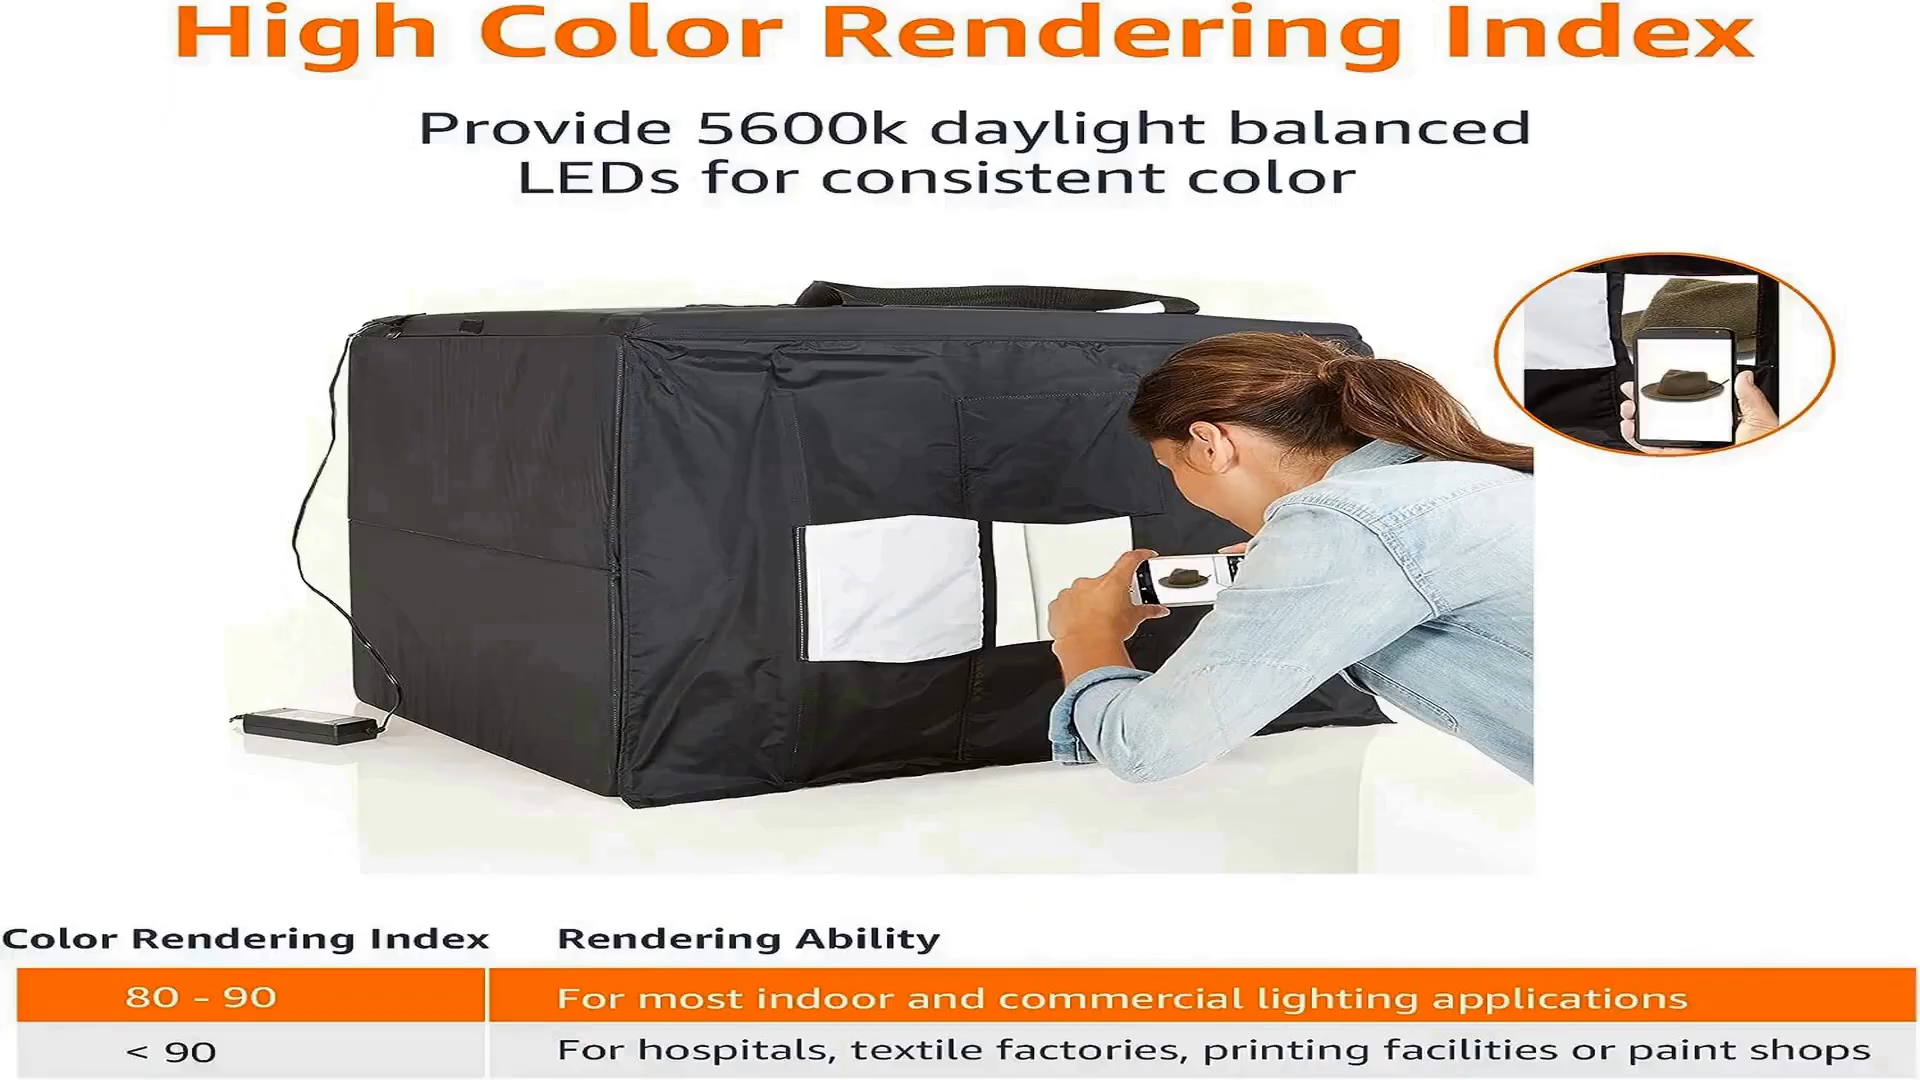 High Color Rendering Index
Provide 5600k daylight balanced
LEDs for consistent color
Color Rendering Index Rendering Ability
80 - 90 For most indoor and commercial lighting applications
< 90 For hospitals, textile factories, printing facilities or paint shops